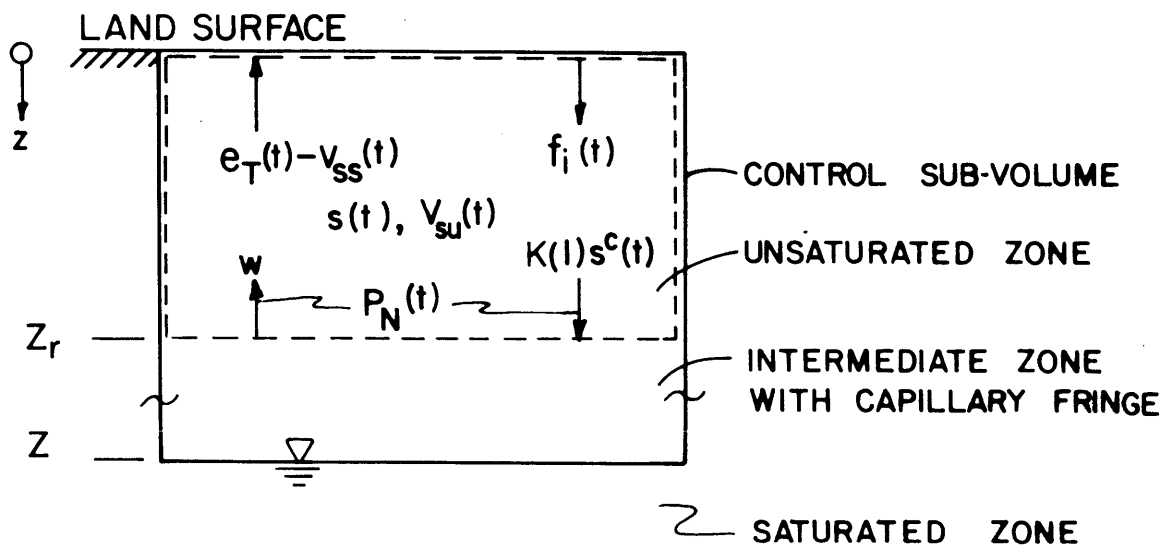 LAND SURFACE
z
e_T(t)-V_ss(t)
f_i(t)
CONTROL SUB-VOLUME
s(t), V_su(t)
w
K(1)s^c(t)
UNSATURATED ZONE
P_N(t)
Z_r
INTERMEDIATE ZONE
WITH CAPILLARY FRINGE
Z
SATURATED ZONE